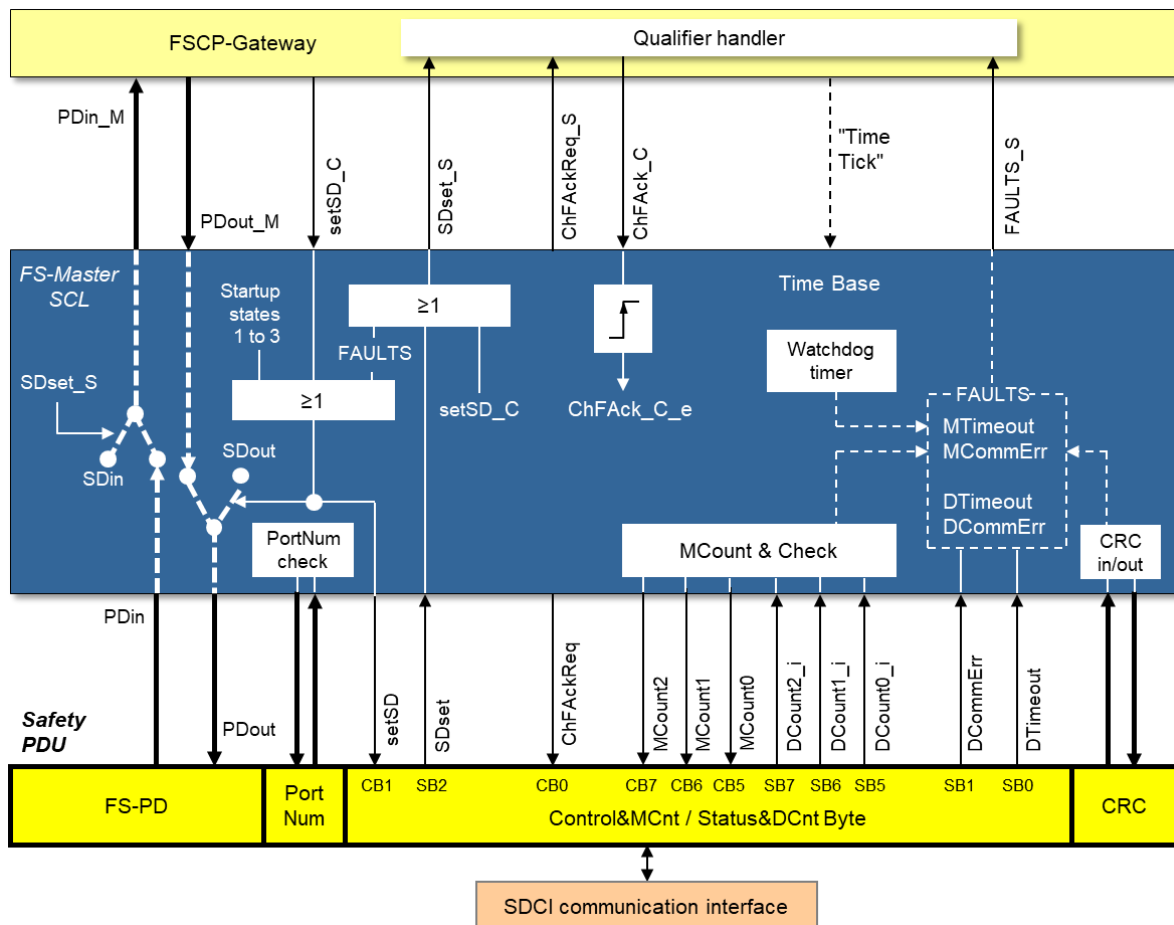 FSCP-Gateway
Qualifier handler
PDin_M
PDout_M
setSD_C
SDset_S
ChFAckReq_S
ChFAck_C
"Time
Tick"
FAULTS_S
FS-Master
SCL
Startup
states
1 to 3
≥1
FAULTS
≥1
setSD_C
ChFAck_C_e
Time Base
Watchdog
timer
FAULTS
MTimeout
MCommErr
DTimeout
DCommErr
SDset_S
SDin
SDout
PortNum
check
MCount & Check
CRC
in/out
PDin
PDout
setSD
SDset
ChFAckReq
MCount2
MCount1
MCount0
DCount2_i
DCount1_i
DCount0_i
DCommErr
DTimeout
Safety
PDU
FS-PD
Port
Num
CB1
SB2
CB0
CB7
CB6
CB5
SB7
SB6
SB5
SB1
SB0
Control&MCnt / Status&DCnt Byte
CRC
SDCI communication interface